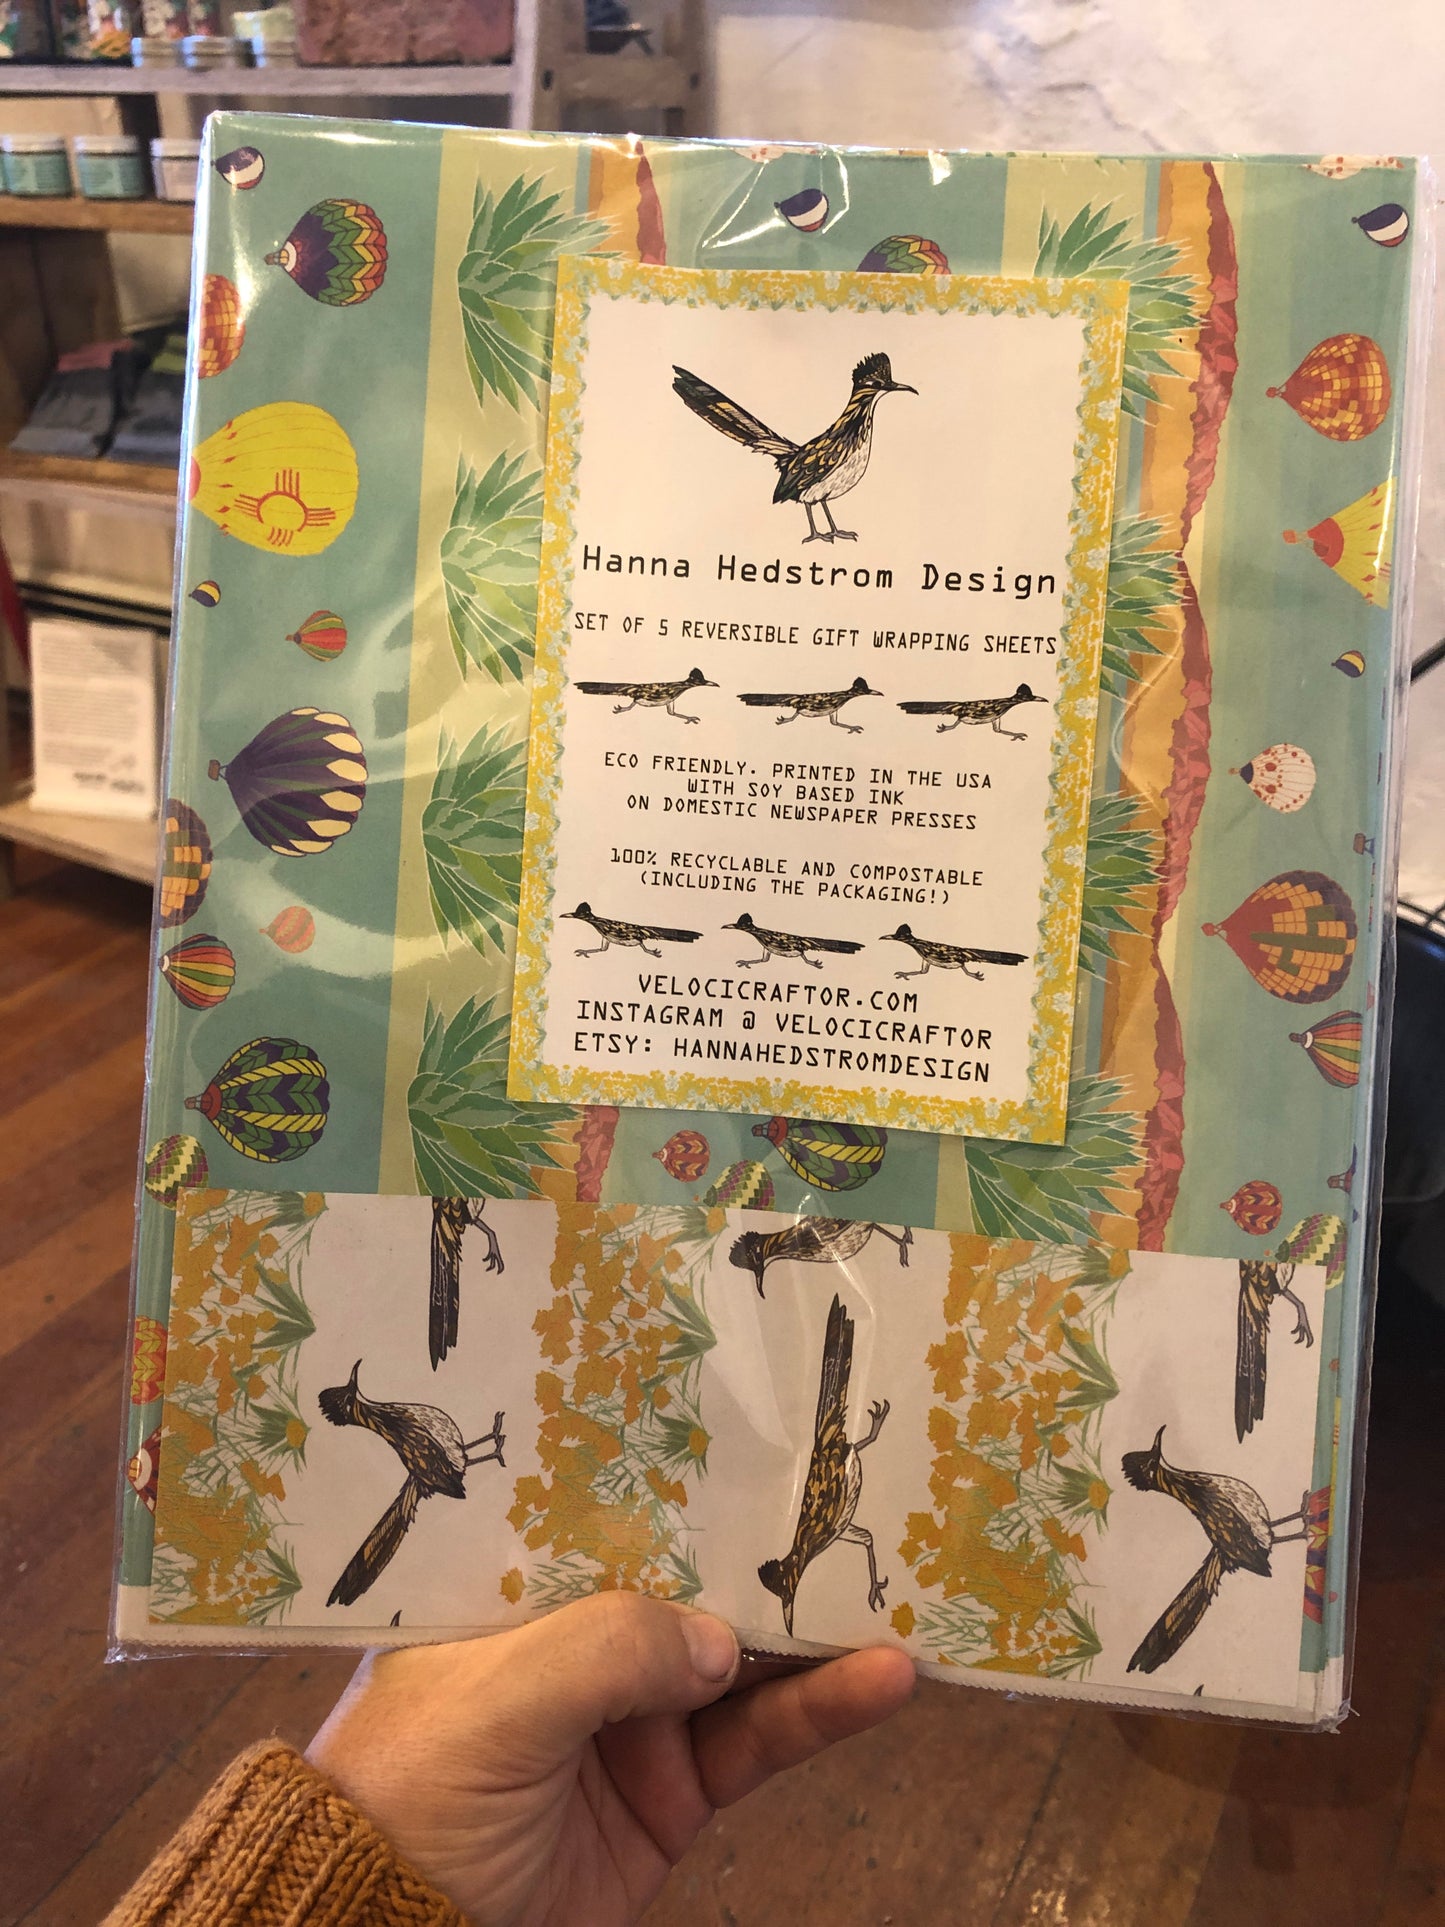 Hanna Hedstrom Design
SET OF 5 REVERSIBLE GIFT WRAPPING SHEETS
ECO FRIENDLY. PRINTED IN THE USA
WITH SOY BASED INK
ON DOMESTIC NEWSPAPER PRESSES
100% RECYCLABLE AND COMPOSTABLE
(INCLUDING THE PACKAGING!)
VELOCICRAFTOR.COM
INSTAGRAM @ VELOCICRAFTOR
ETSY: HANNAHEDSTROMDESIGN